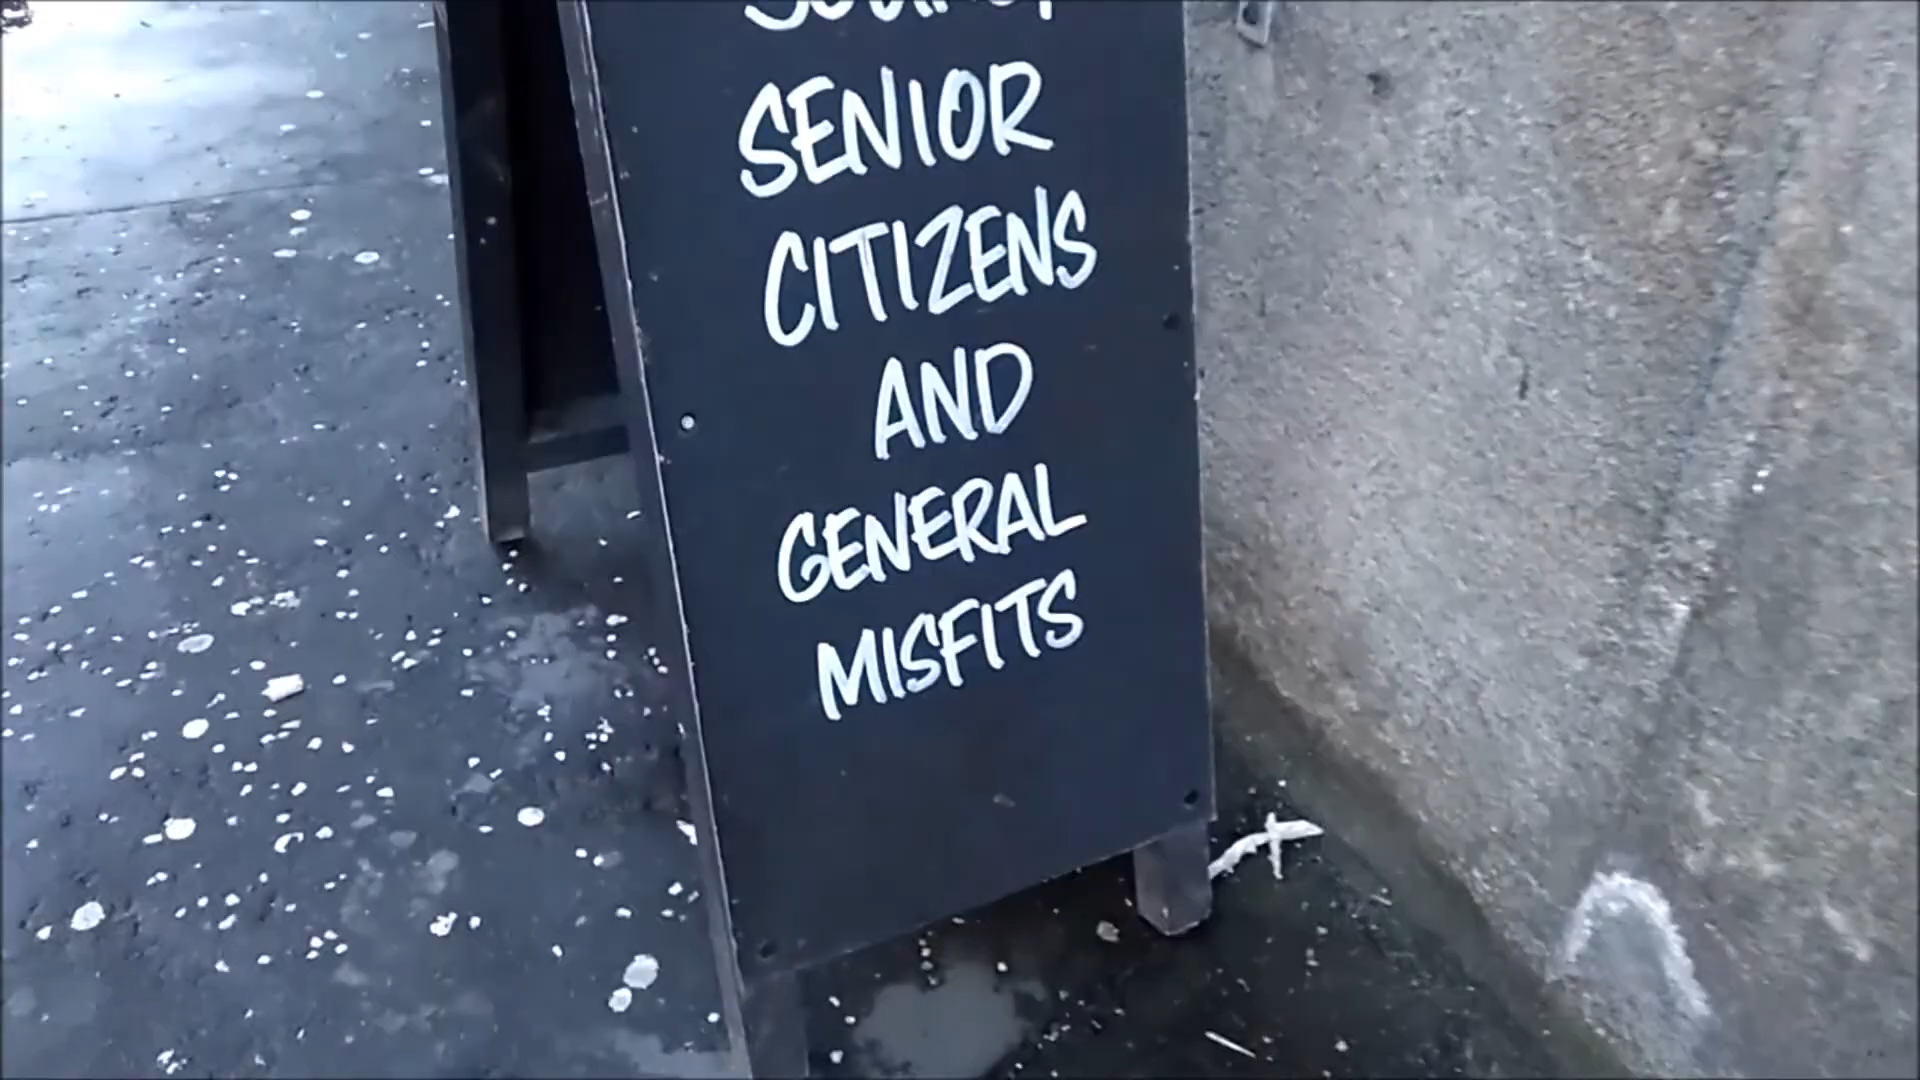 SENIOR
CITIZENS
AND
GENERAL
MISFITS